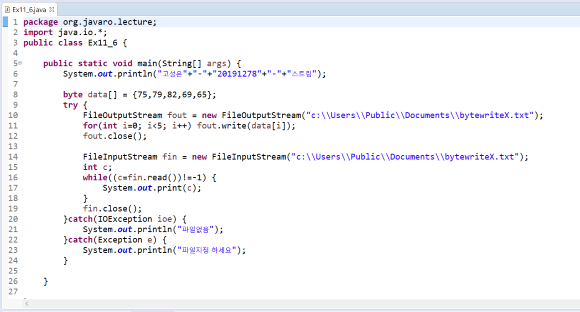 Ex11_6.java
1 package org.javaro.lecture;
2 import java.io.*;
3 public class Ex11_6 {
4
5 public static void main(String[] args) {
6 System.out.println("고성은"+"-"+"20191278"+"-"+"스트림");
7
8 byte data[] = {75,79,82,69,65};
9 try {
10 FileOutputStream fout = new FileOutputStream("c:\\Users\\Public\\Documents\\bytewriteX.txt");
11 for(int i=0; i<5; i++) fout.write(data[i]);
12 fout.close();
13
14 FileInputStream fin = new FileInputStream("c:\\Users\\Public\\Documents\\bytewriteX.txt");
15 int c;
16 while((c=fin.read())!=-1) {
17 System.out.print(c);
18 }
19 fin.close();
20 }catch(IOException ioe) {
21 System.out.println("파일없음");
22 }catch(Exception e) {
23 System.out.println("파일지정 하세요");
24 }
25
26 }
27